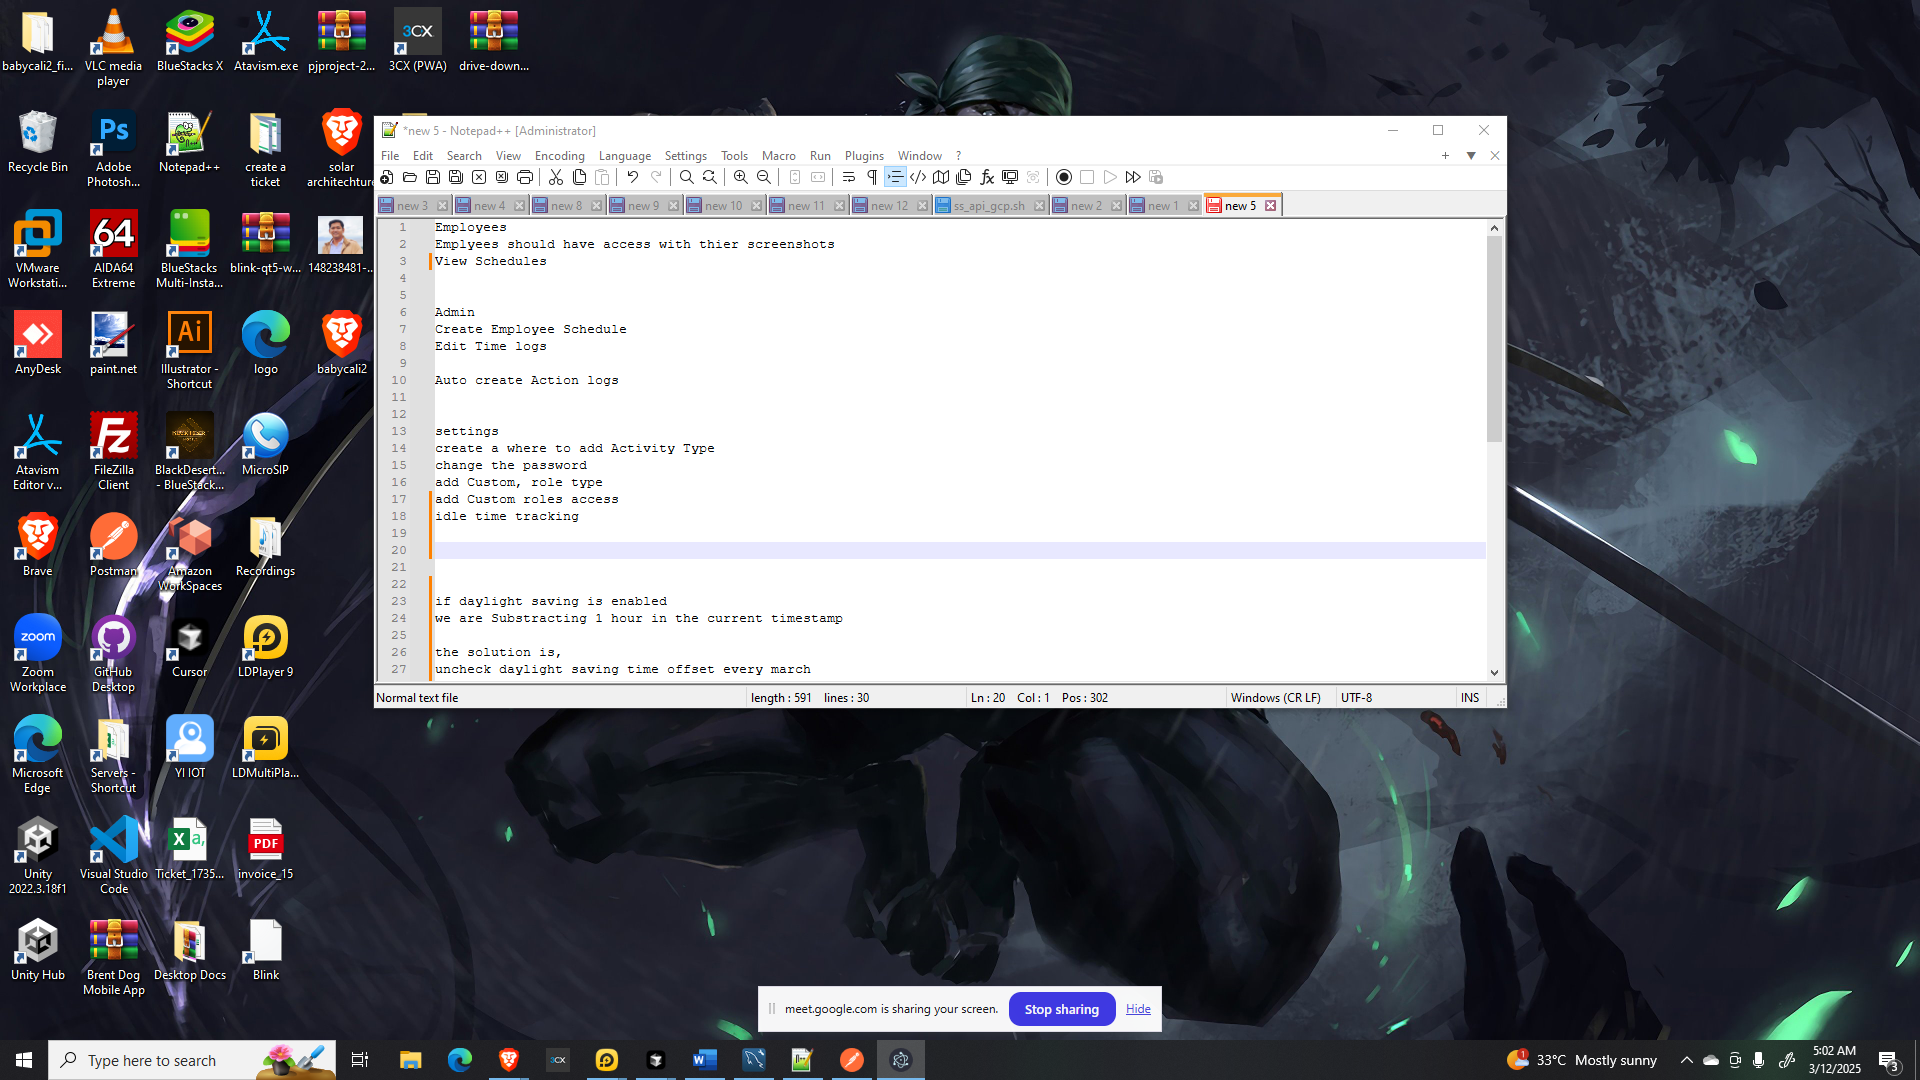 babycali2_fi...
VLC media player
BlueStacks X
Atavism.exe
pjproject-2...
3CX (PWA)
drive-down...
Recycle Bin
Adobe Photosh...
Notepad++
create a ticket
solar architechture
VMware Workstati...
AIDA64 Extreme
BlueStacks Multi-Insta...
blink-qt5-w...
148238481-...
AnyDesk
paint.net
Illustrator - Shortcut
logo
babycali2
Atavism Editor v...
FileZilla Client
BlackDesert... - BlueStack...
MicroSIP
Brave
Postman
Amazon WorkSpaces
Recordings
Zoom Workplace
GitHub Desktop
Cursor
LDPlayer 9
Microsoft Edge
Servers - Shortcut
YI IOT
LDMultiPla...
Unity 2022.3.18f1
Visual Studio Code
Ticket_1735...
invoice_15
Unity Hub
Brent Dog Mobile App
Desktop Docs
Blink
*new 5 - Notepad++ [Administrator]
File Edit Search View Encoding Language Settings Tools Macro Run Plugins Window ?
new 3 new 4 new 8 new 9 new 10 new 11 new 12 ss_api_gcp.sh new 2 new 1 new 5
1 Employees
2 Emplyees should have access with thier screenshots
3 View Schedules
4
5
6 Admin
7 Create Employee Schedule
8 Edit Time logs
9
10 Auto create Action logs
11
12
13 settings
14 create a where to add Activity Type
15 change the password
16 add Custom, role type
17 add Custom roles access
18 idle time tracking
19
20
21
22
23 if daylight saving is enabled
24 we are Substracting 1 hour in the current timestamp
25
26 the solution is,
27 uncheck daylight saving time offset every march
Normal text file length : 591 lines : 30 Ln : 20 Col : 1 Pos : 302 Windows (CR LF) UTF-8 INS
meet.google.com is sharing your screen. Stop sharing Hide
Type here to search
33°C Mostly sunny
5:02 AM
3/12/2025
3